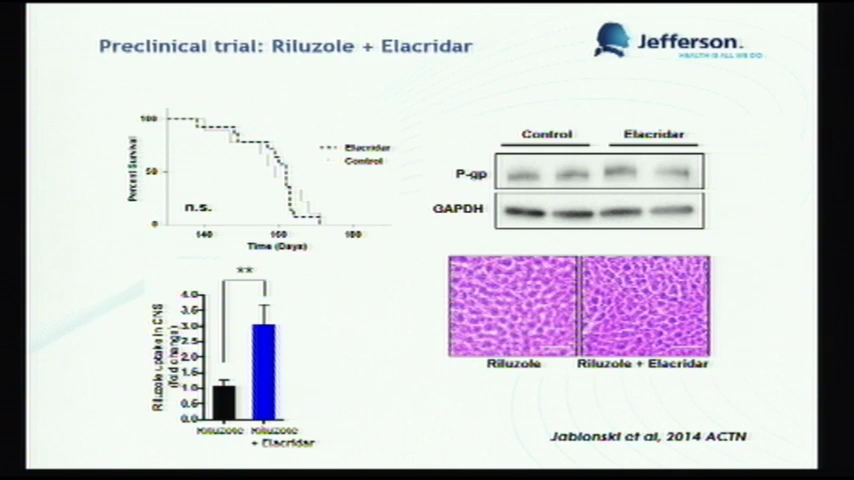 Preclinical trial: Riluzole + Elacridar
Jefferson.
HEALTH IS ALL WE DO
Percent Survival
100
50
0
n.s.
140
160
180
Time (Days)
Elacridar
Control
Control
Elacridar
P-gp
GAPDH
Riluzole uptake in CNS
(fold change)
4.0
3.5
3.0
2.5
2.0
1.5
1.0
0.5
0.0
**
Riluzole
Riluzole
+ Elacridar
Riluzole
Riluzole + Elacridar
Jablonski et al, 2014 ACTN